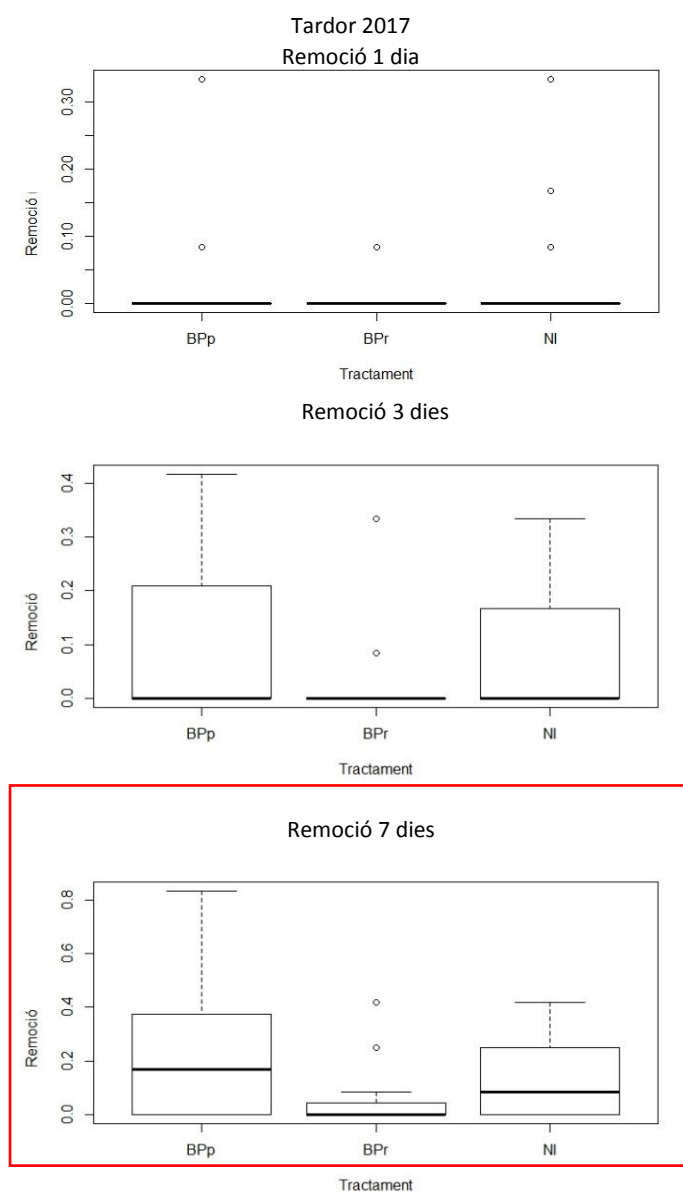 Tardor 2017
Remoció 1 dia
0.30
0.20
0.10
0.00
Remoció
BPp BPr NI
Tractament
Remoció 3 dies
0.4
0.3
0.2
0.1
0.0
Remoció
BPp BPr NI
Tractament
Remoció 7 dies
0.8
0.6
0.4
0.2
0.0
Remoció
BPp BPr NI
Tractament